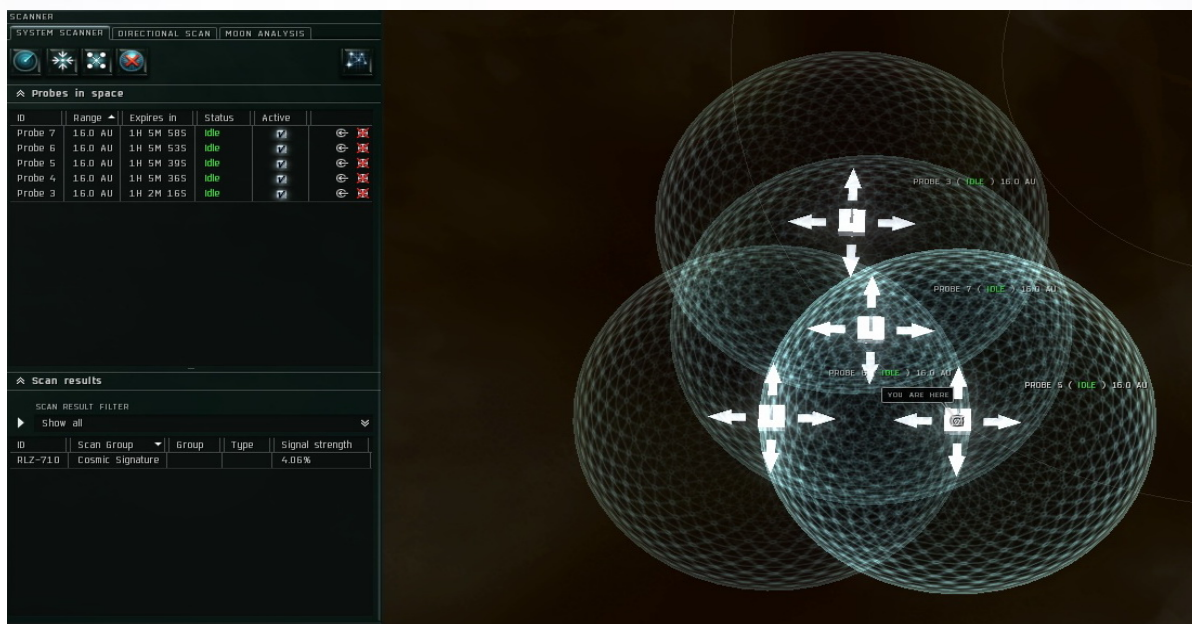 SCANNER
SYSTEM SCANNER DIRECTIONAL SCAN MOON ANALYSIS
Probes in space
ID Range Expires in Status Active
Probe 7 16.0 AU 1H 5M 58S Idle
Probe 6 16.0 AU 1H 5M 53S Idle
Probe 5 16.0 AU 1H 5M 39S Idle
Probe 4 16.0 AU 1H 5M 36S Idle
Probe 3 16.0 AU 1H 2M 16S Idle
Scan results
SCAN RESULT FILTER
Show all
ID Scan Group Group Type Signal strength
RLZ-710 Cosmic Signature 4.06%
PROBE 3 ( IDLE ) 16.0 AU
PROBE 7 ( IDLE ) 16.0 AU
PROBE 6 ( IDLE ) 16.0 AU
PROBE 5 ( IDLE ) 16.0 AU
YOU ARE HERE